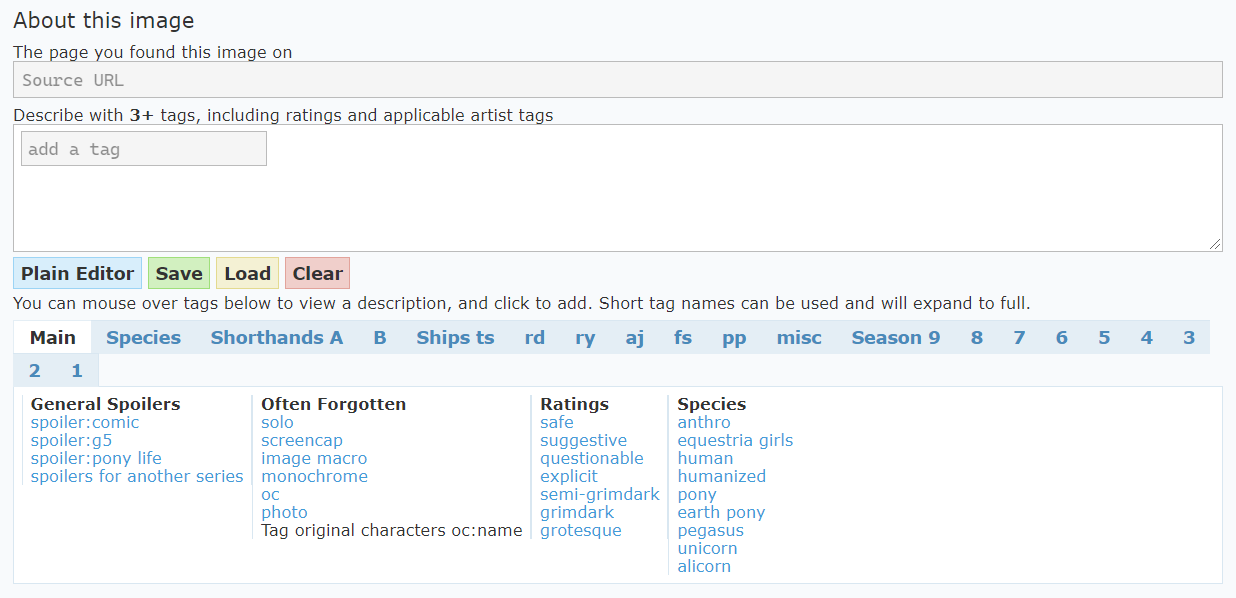 About this image
The page you found this image on
Source URL
Describe with 3+ tags, including ratings and applicable artist tags
add a tag
Plain Editor Save Load Clear
You can mouse over tags below to view a description, and click to add. Short tag names can be used and will expand to full.
Main Species Shorthands A B Ships ts rd ry aj fs pp misc Season 9 8 7 6 5 4 3
2 1
General Spoilers
spoiler:comic
spoiler:g5
spoiler:pony life
spoilers for another series
Often Forgotten
solo
screencap
image macro
monochrome
oc
photo
Tag original characters oc:name
Ratings
safe
suggestive
questionable
explicit
semi-grimdark
grimdark
grotesque
Species
anthro
equestria girls
human
humanized
pony
earth pony
pegasus
unicorn
alicorn